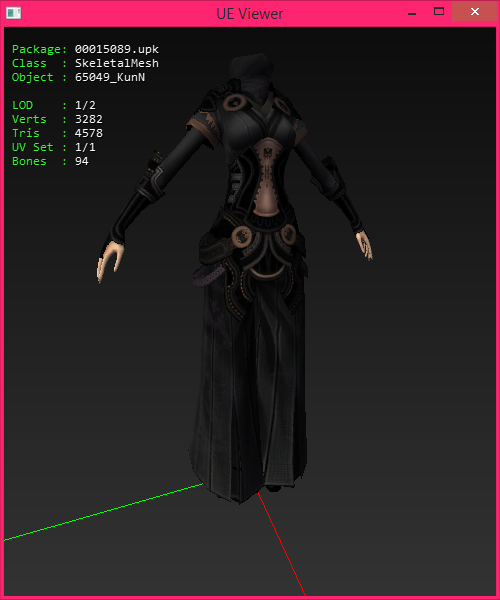 UE Viewer
Package: 00015089.upk
Class : SkeletalMesh
Object : 65049_KunN
LOD : 1/2
Verts : 3282
Tris : 4578
UV Set : 1/1
Bones : 94